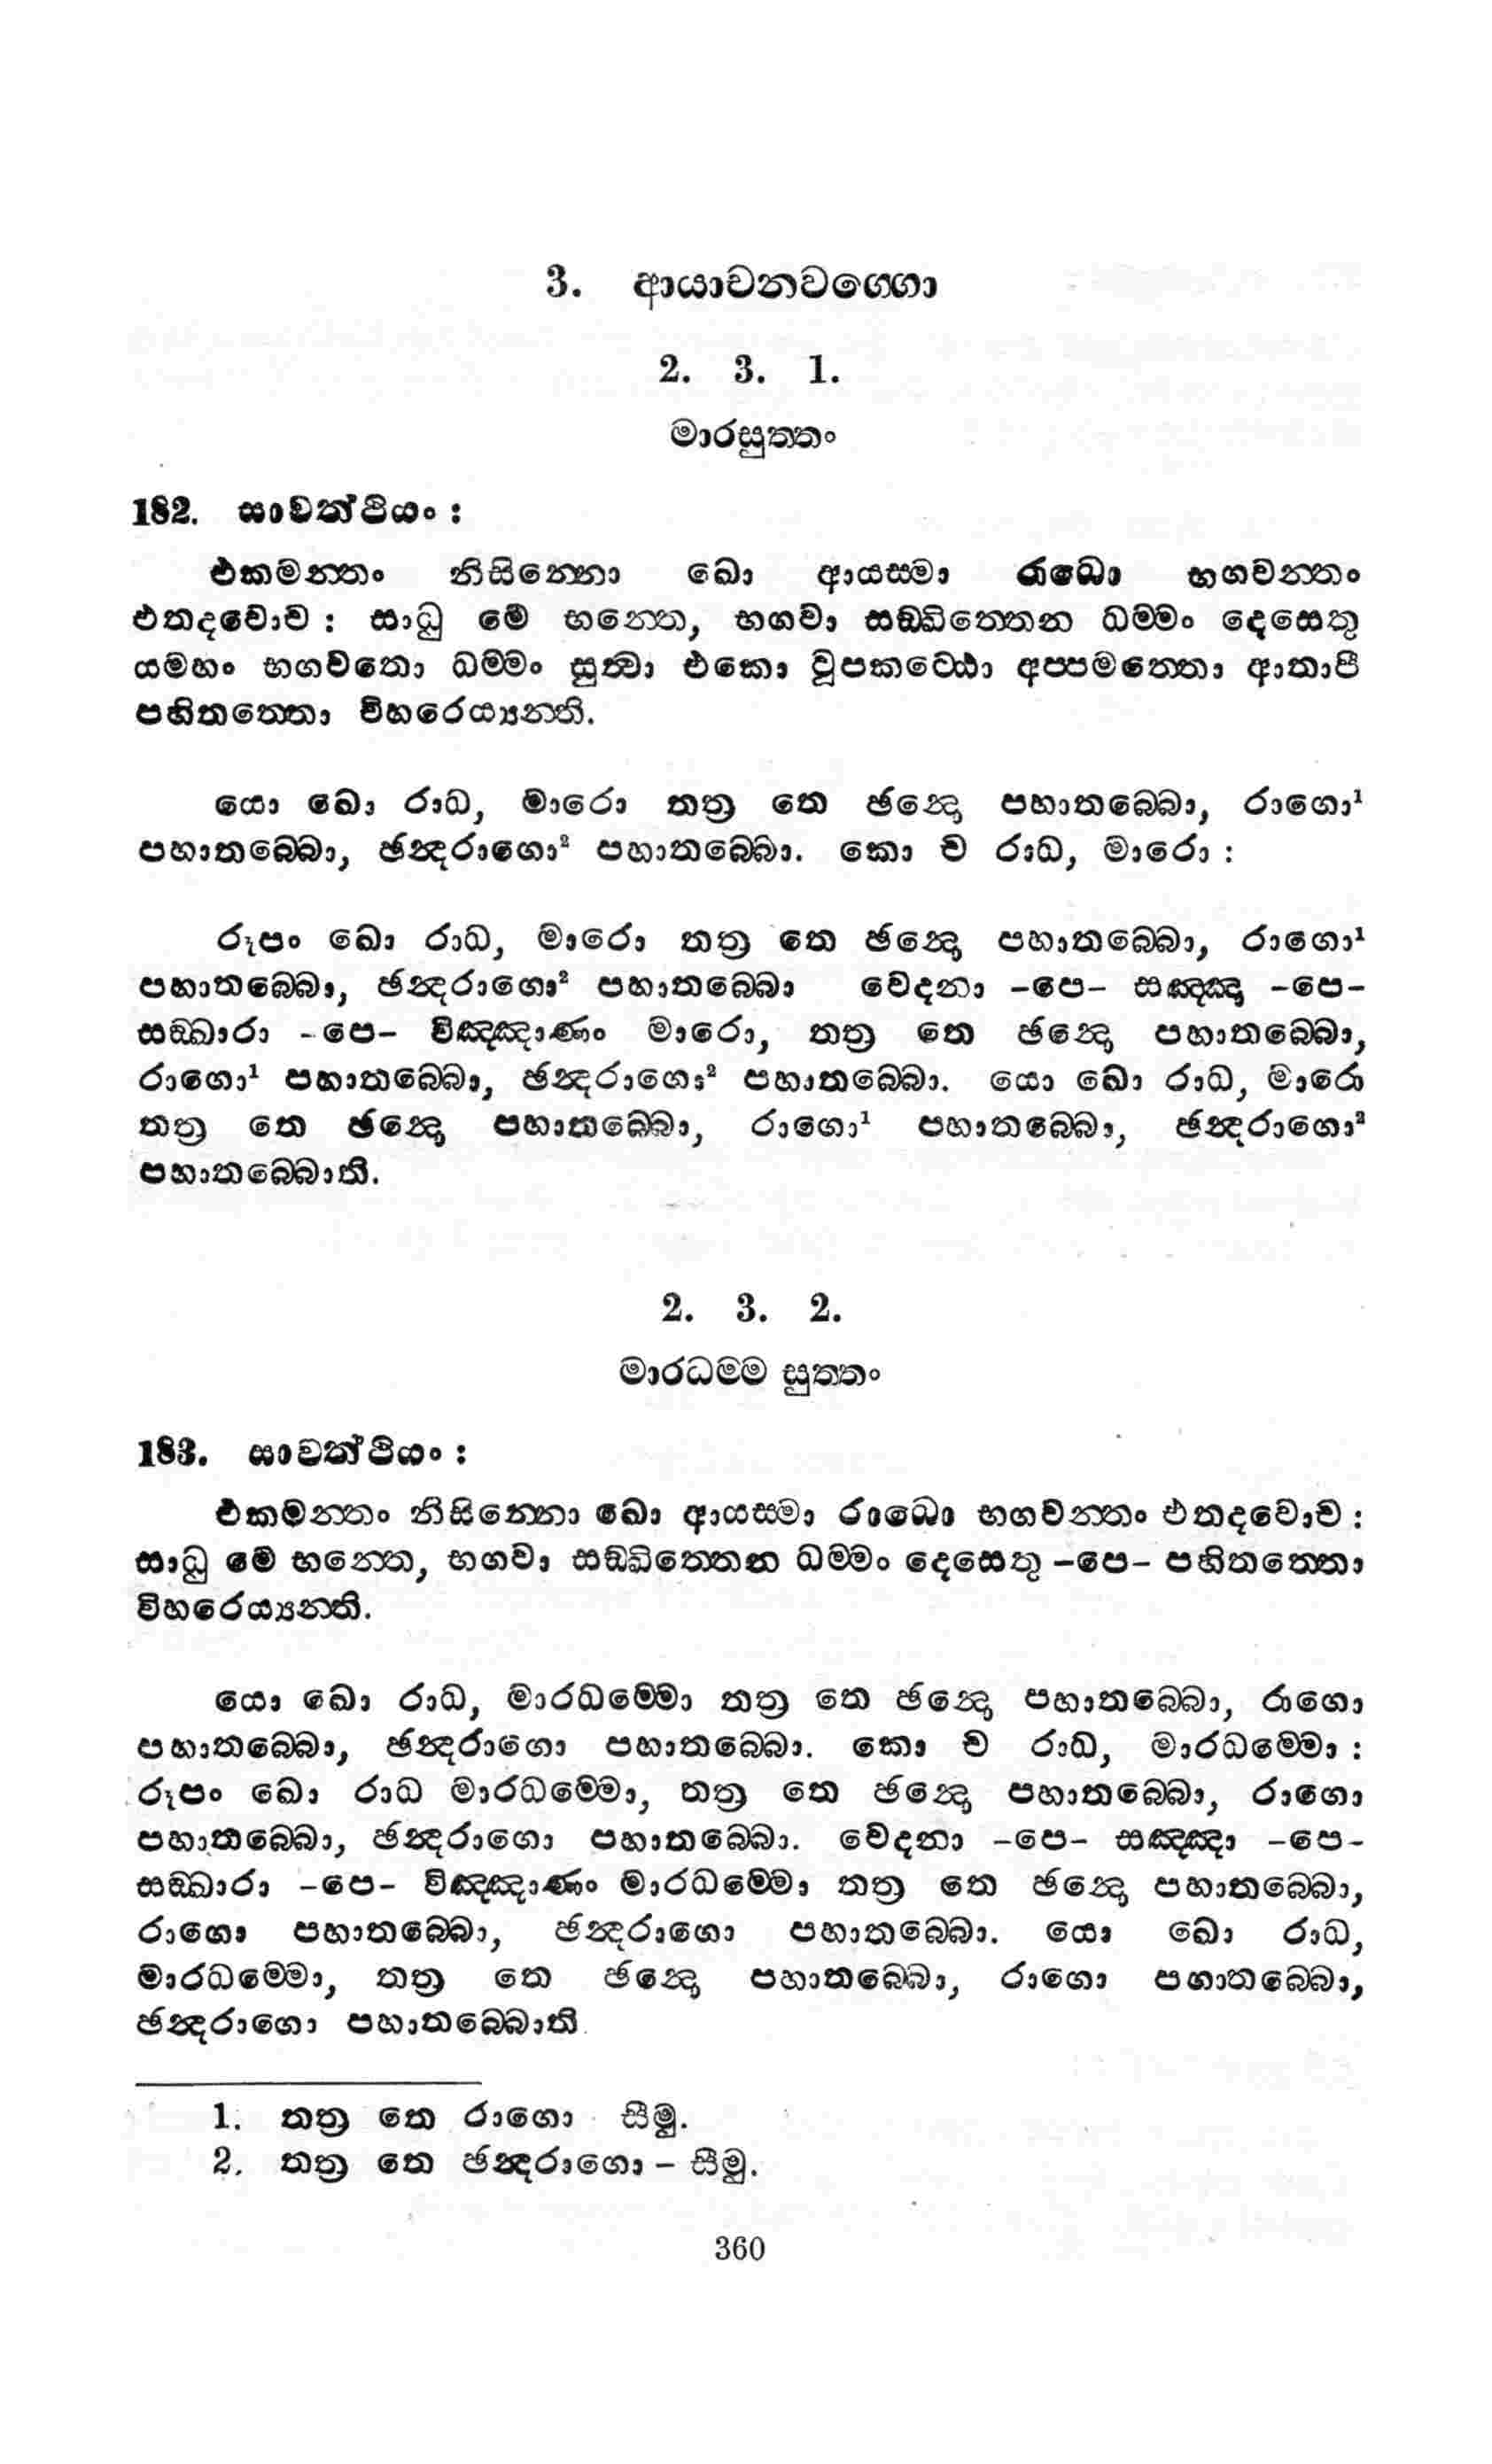 3. ආයාචනවග්ගො
2. 3. 1.
මාරසුත්තං
182. සාවත්ථියං :
එකමන්තං නිසින්නො ඛො ආයස්මා රාධො භගවන්තං
එතදවොච : සාධු මෙ භන්තෙ, භගවා සඞ්ඛිත්තෙන ධම්මං දෙසෙතු
යමහං භගවතො ධම්මං සුත්වා එකො වූපකට්ඨො අප්පමත්තො ආතාපී
පහිතත්තො විහරෙය්‍යන්ති.
යො ඛො රාධ, මාරො තත්‍ර තෙ ඡන්දො පහාතබ්බො, රාගො¹
පහාතබ්බො, ඡන්දරාගො² පහාතබ්බො. කො ච රාධ, මාරො :
රූපං ඛො රාධ, මාරො තත්‍ර තෙ ඡන්දො පහාතබ්බො, රාගො¹
පහාතබ්බො, ඡන්දරාගො² පහාතබ්බො වෙදනා -පෙ- සඤ්ඤා -පෙ-
සඞ්ඛාරා -පෙ- විඤ්ඤාණං මාරො, තත්‍ර තෙ ඡන්දො පහාතබ්බො,
රාගො¹ පහාතබ්බො, ඡන්දරාගො² පහාතබ්බො. යො ඛො රාධ, මාරො
තත්‍ර තෙ ඡන්දො පහාතබ්බො, රාගො¹ පහාතබ්බො, ඡන්දරාගො²
පහාතබ්බොති.
2. 3. 2.
මාරධම්ම සුත්තං
183. සාවත්ථියං :
එකමන්තං නිසින්නො ඛො ආයස්මා රාධො භගවන්තං එතදවොච :
සාධු මෙ භන්තෙ, භගවා සඞ්ඛිත්තෙන ධම්මං දෙසෙතු -පෙ- පහිතත්තො
විහරෙය්‍යන්ති.
යො ඛො රාධ, මාරධම්මො තත්‍ර තෙ ඡන්දො පහාතබ්බො, රාගො
පහාතබ්බො, ඡන්දරාගො පහාතබ්බො. කො ච රාධ, මාරධම්මො :
රූපං ඛො රාධ මාරධම්මො, තත්‍ර තෙ ඡන්දො පහාතබ්බො, රාගො
පහාතබ්බො, ඡන්දරාගො පහාතබ්බො. වෙදනා -පෙ- සඤ්ඤා -පෙ-
සඞ්ඛාරා -පෙ- විඤ්ඤාණං මාරධම්මො තත්‍ර තෙ ඡන්දො පහාතබ්බො,
රාගො පහාතබ්බො, ඡන්දරාගො පහාතබ්බො. යො ඛො රාධ,
මාරධම්මො, තත්‍ර තෙ ඡන්දො පහාතබ්බො, රාගො පගාතබ්බො,
ඡන්දරාගො පහාතබ්බොති
1. තත්‍ර තෙ රාගො සීමු.
2. තත්‍ර තෙ ඡන්දරාගො - සීමු.
360